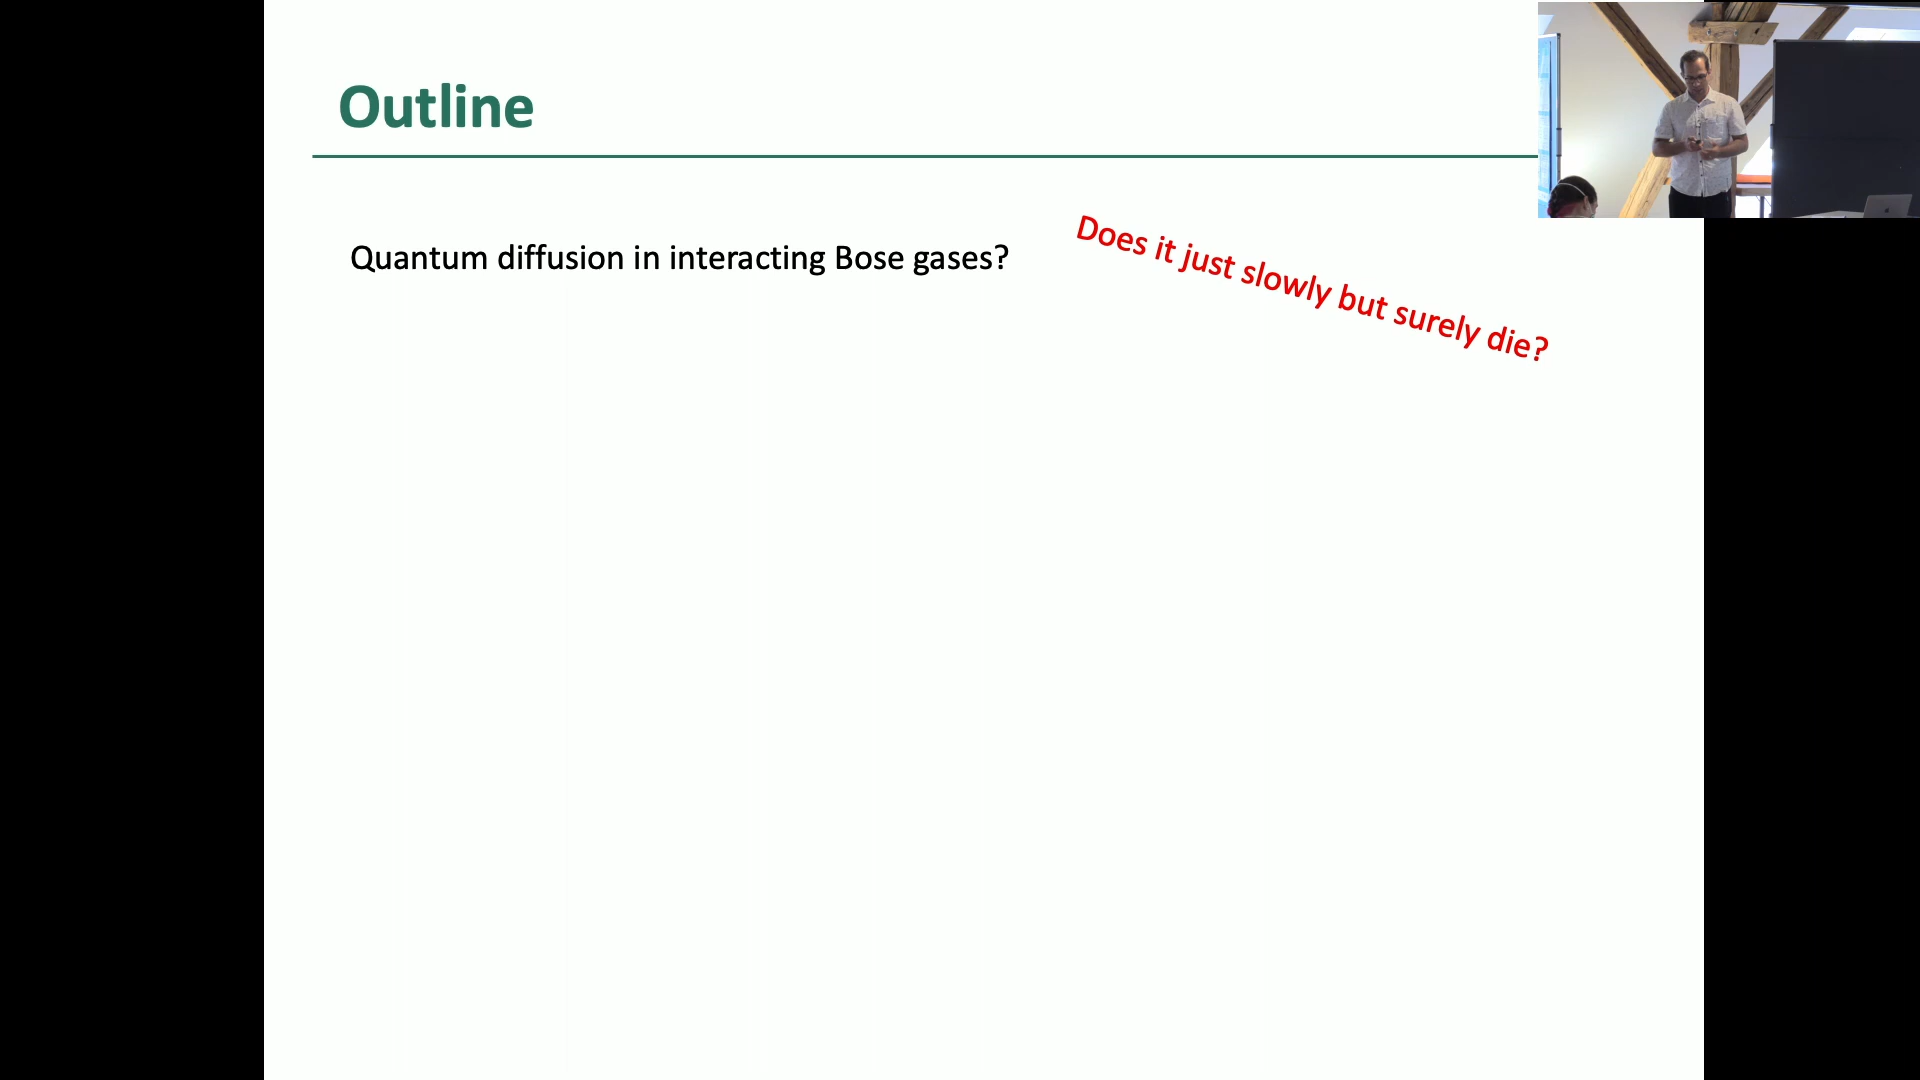 Outline
Quantum diffusion in interacting Bose gases?
Does it just slowly but surely die?